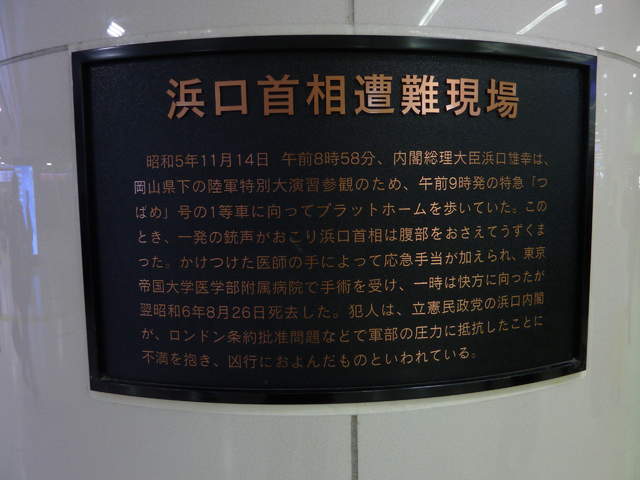 浜口首相遭難現場
昭和5年11月14日 午前8時58分、内閣総理大臣浜口雄幸は、
岡山県下の陸軍特別大演習参観のため、午前9時発の特急「つ
ばめ」号の1等車に向ってプラットホームを歩いていた。この
とき、一発の銃声がおこり浜口首相は腹部をおさえてうずくま
った。かけつけた医師の手によって応急手当が加えられ、東京
帝国大学医学部附属病院で手術を受け、一時は快方に向ったが
翌昭和6年8月26日死去した。犯人は、立憲民政党の浜口内閣
が、ロンドン条約批准問題などで軍部の圧力に抵抗したことに
不満を抱き、凶行におよんだものといわれている。